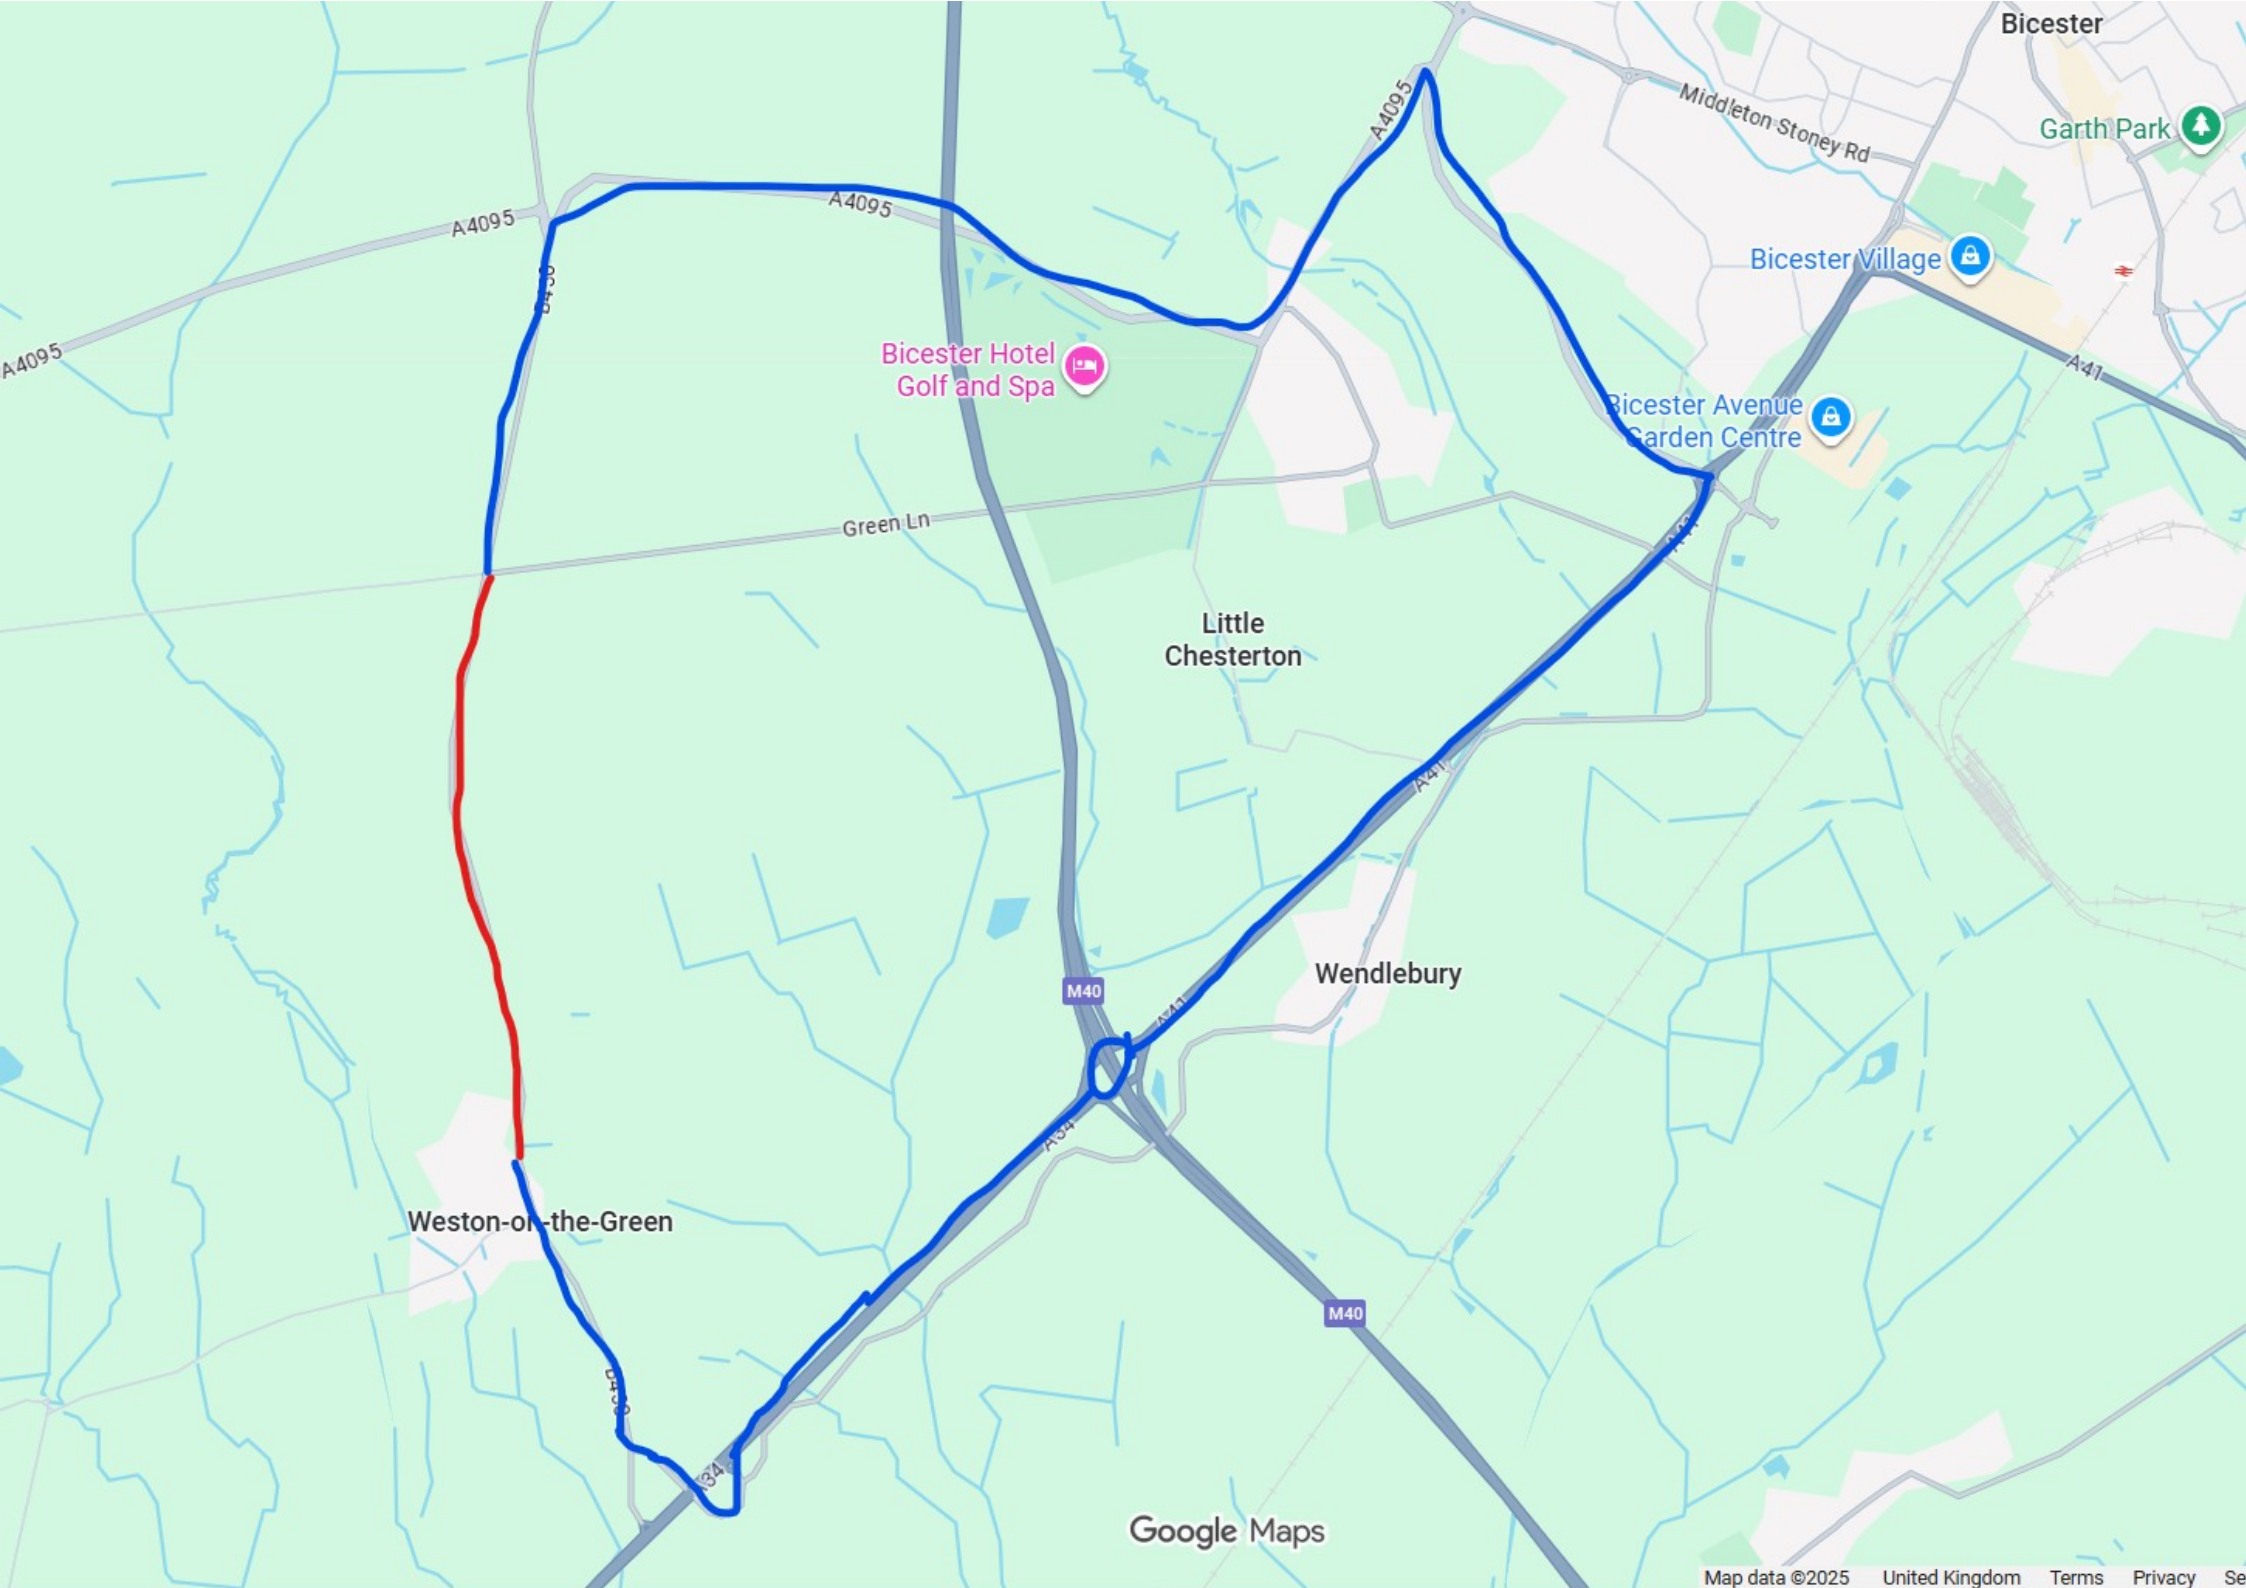 Bicester
Middleton Stoney Rd
Garth Park
A4095
A4095
A4095
A4095
Bicester Village
A41
Bicester Hotel
Golf and Spa
Bicester Avenue
Garden Centre
Green Ln
A41
Little
Chesterton
A41
Wendlebury
M40
A41
A34
Weston-on-the-Green
M40
A34
Google Maps
Map data ©2025 United Kingdom Terms Privacy Se